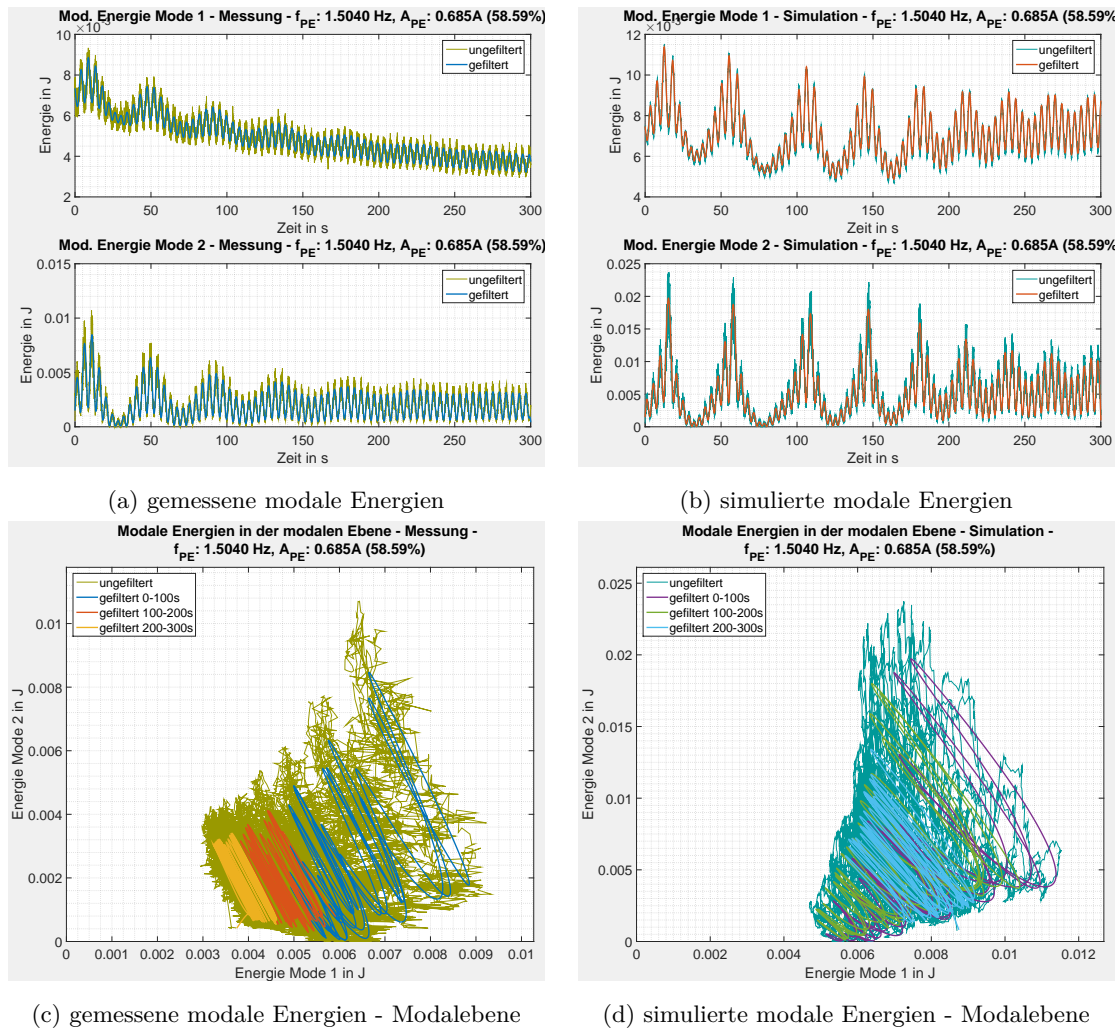 Mod. Energie Mode 1 - Messung - fPE: 1.5040 Hz, APE: 0.685A (58.59%)
×10-3
10
8
6
4
2
Energie in J
ungefiltert
gefiltert
0 50 100 150 200 250 300
Zeit in s
Mod. Energie Mode 2 - Messung - fPE: 1.5040 Hz, APE: 0.685A (58.59%)
0.015
0.01
0.005
0
Energie in J
ungefiltert
gefiltert
0 50 100 150 200 250 300
Zeit in s
(a) gemessene modale Energien
Mod. Energie Mode 1 - Simulation - fPE: 1.5040 Hz, APE: 0.685A (58.59%
12
10
8
6
4
Energie in J
ungefiltert
gefiltert
0 50 100 150 200 250 300
Zeit in s
Mod. Energie Mode 2 - Simulation - fPE: 1.5040 Hz, APE: 0.685A (58.59%
0.025
0.02
0.015
0.01
0.005
0
Energie in J
ungefiltert
gefiltert
0 50 100 150 200 250 300
Zeit in s
(b) simulierte modale Energien
Modale Energien in der modalen Ebene - Messung -
fPE: 1.5040 Hz, APE: 0.685A (58.59%)
ungefiltert
gefiltert 0-100s
gefiltert 100-200s
gefiltert 200-300s
0.01
0.008
0.006
0.004
0.002
0
Energie Mode 2 in J
0 0.001 0.002 0.003 0.004 0.005 0.006 0.007 0.008 0.009 0.01
Energie Mode 1 in J
(c) gemessene modale Energien - Modalebene
Modale Energien in der modalen Ebene - Simulation -
fPE: 1.5040 Hz, APE: 0.685A (58.59%)
ungefiltert
gefiltert 0-100s
gefiltert 100-200s
gefiltert 200-300s
0.025
0.02
0.015
0.01
0.005
0
Energie Mode 2 in J
0 0.002 0.004 0.006 0.008 0.01 0.012
Energie Mode 1 in J
(d) simulierte modale Energien - Modalebene